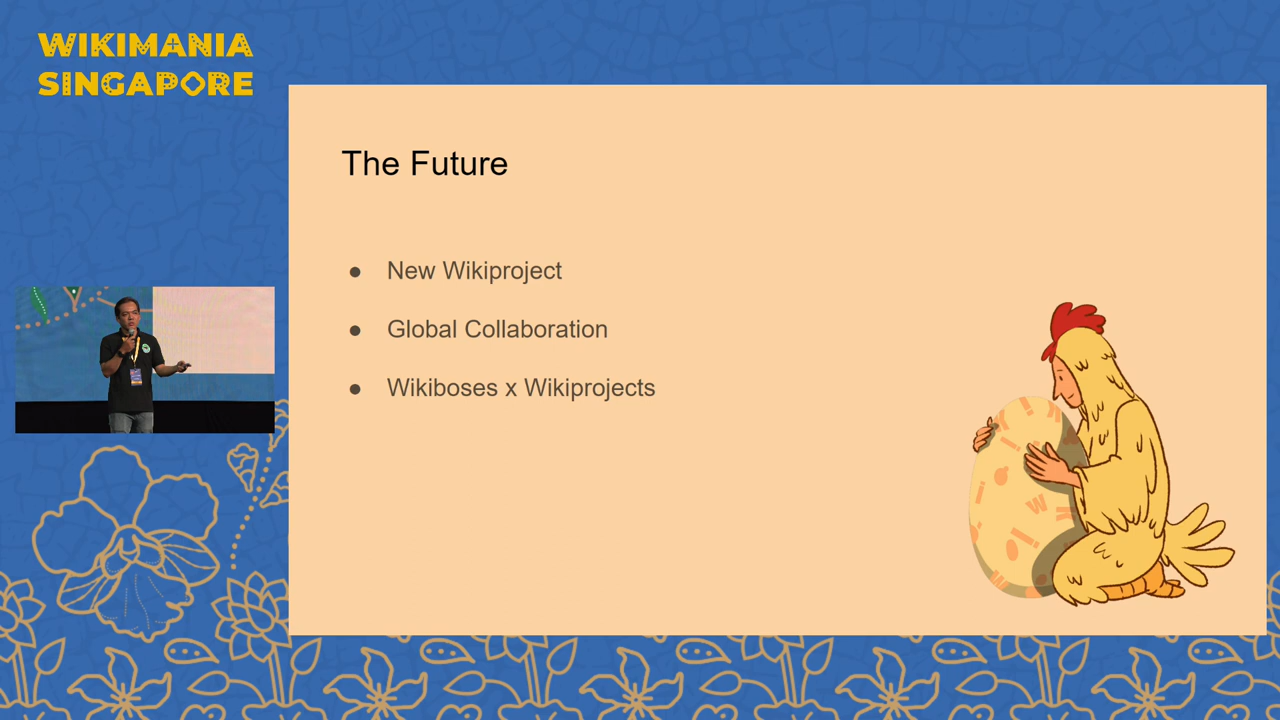 WIKIMANIA
SINGAPORE
The Future
● New Wikiproject
● Global Collaboration
● Wikiboses x Wikiprojects